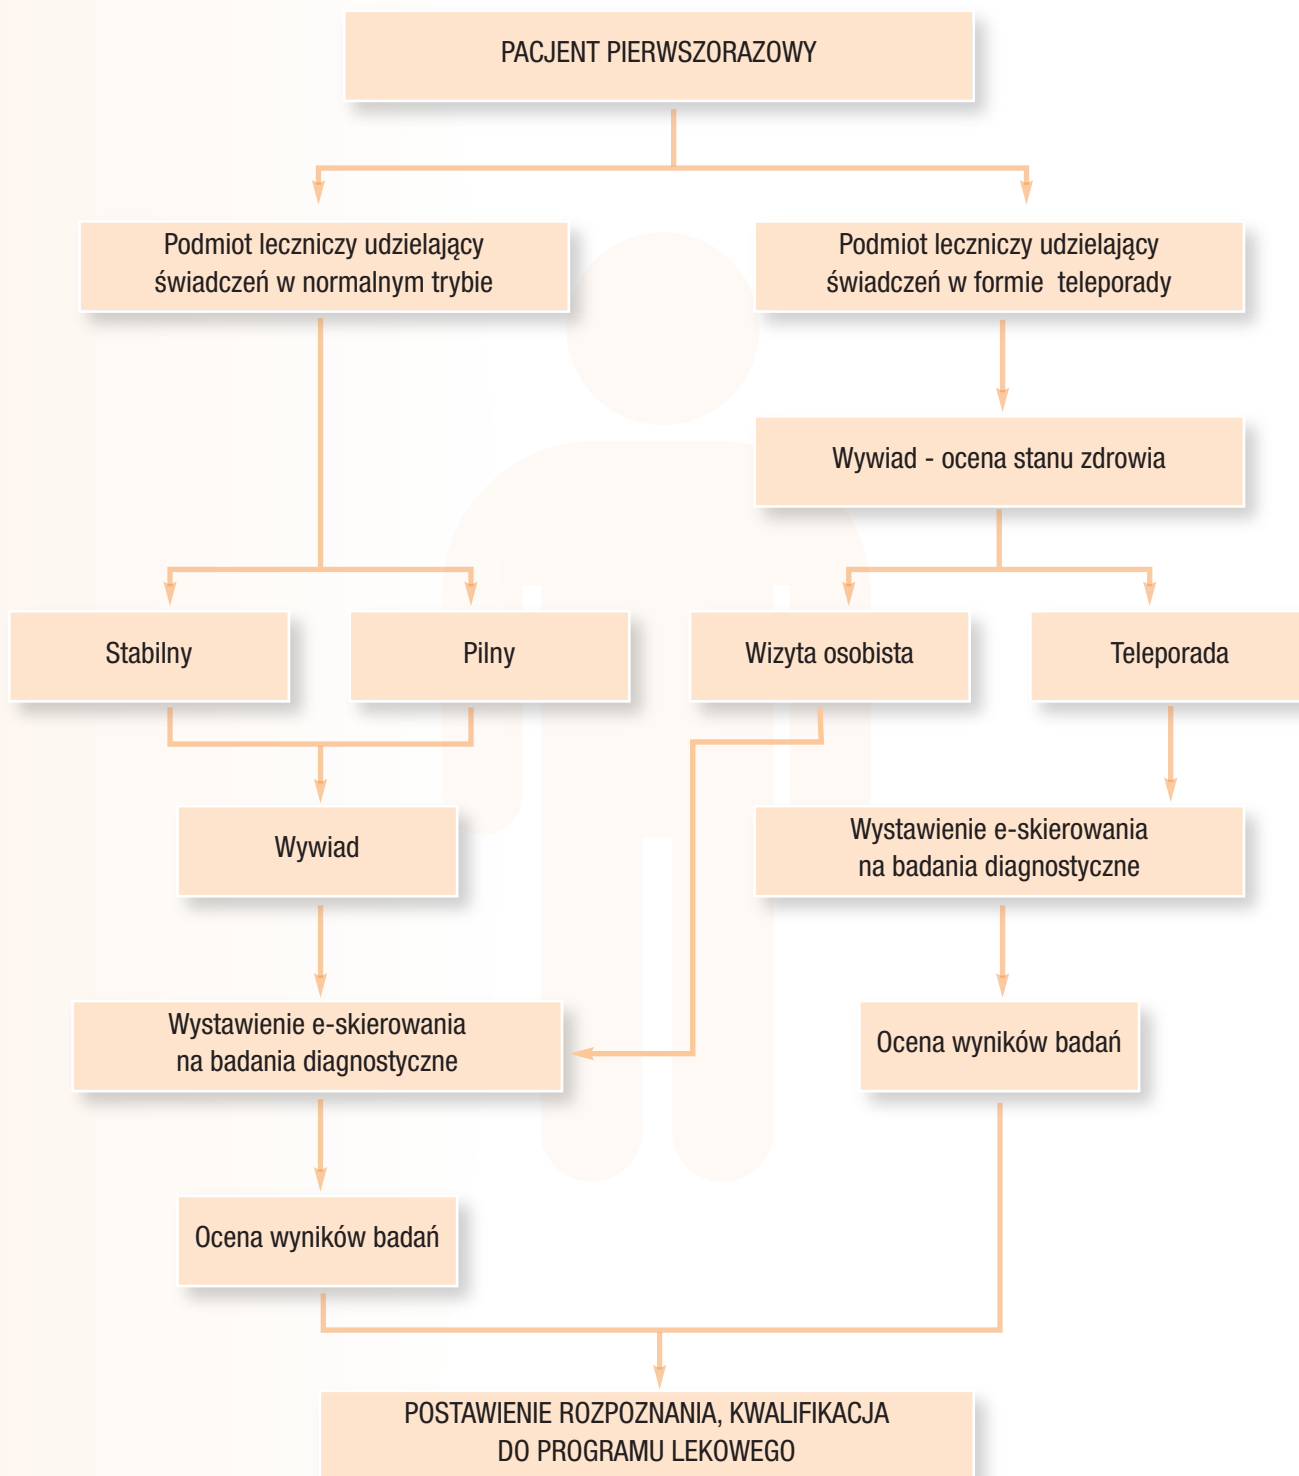 PACJENT PIERWSZORAZOWY
Podmiot leczniczy udzielający
świadczeń w normalnym trybie
Podmiot leczniczy udzielający
świadczeń w formie teleporady
Wywiad - ocena stanu zdrowia
Stabilny
Pilny
Wizyta osobista
Teleporada
Wywiad
Wystawienie e-skierowania
na badania diagnostyczne
Wystawienie e-skierowania
na badania diagnostyczne
Ocena wyników badań
Ocena wyników badań
POSTAWIENIE ROZPOZNANIA, KWALIFIKACJA
DO PROGRAMU LEKOWEGO